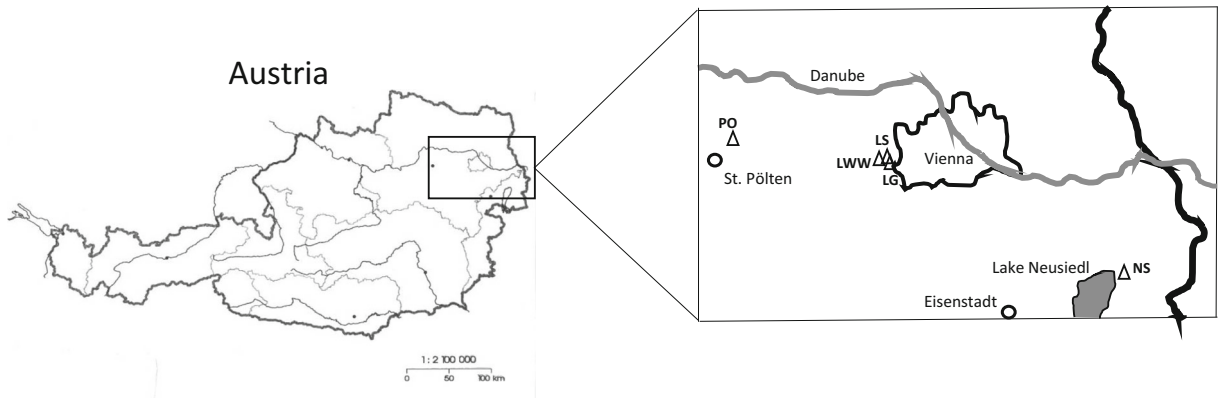 Austria
1: 2 100 000
0 50 100 km
Danube
PO
LS
LWW
Vienna
LG
St. Pölten
Lake Neusiedl
NS
Eisenstadt